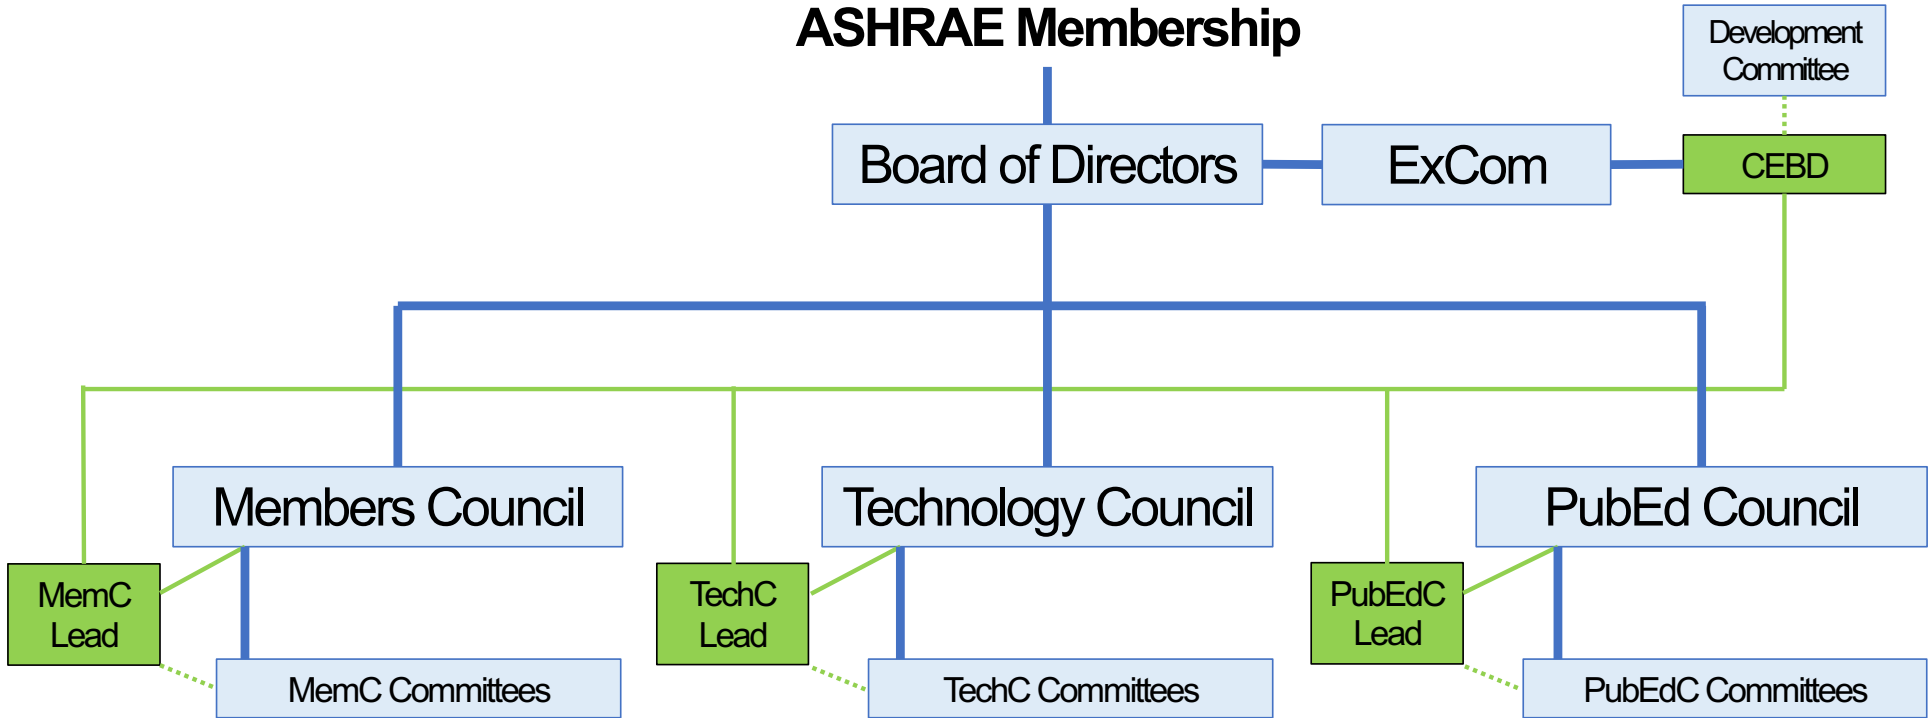 ASHRAE Membership
Development
Committee
Board of Directors
ExCom
CEBD
Members Council
Technology Council
PubEd Council
MemC
Lead
TechC
Lead
PubEdC
Lead
MemC Committees
TechC Committees
PubEdC Committees